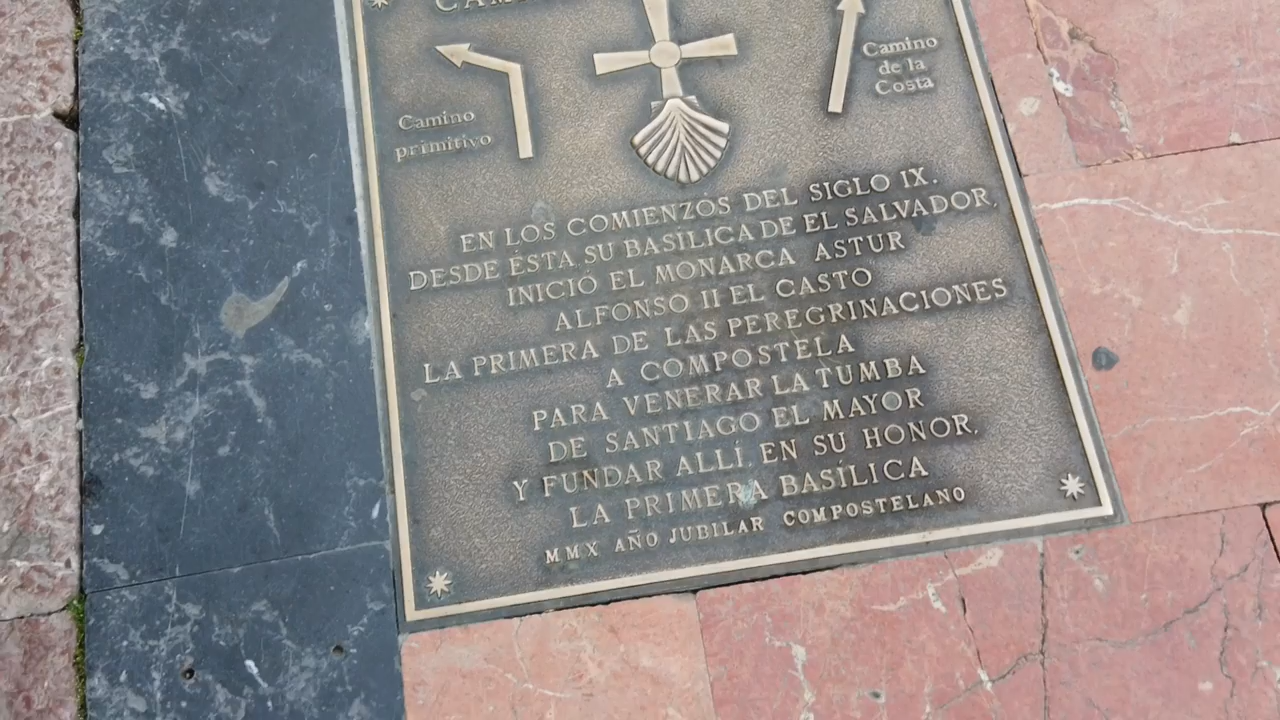 Camino
de la
Costa
Camino
primitivo
EN LOS COMIENZOS DEL SIGLO IX.
DESDE ÉSTA, SU BASÍLICA DE EL SALVADOR,
INICIÓ EL MONARCA ASTUR
ALFONSO II EL CASTO
LA PRIMERA DE LAS PEREGRINACIONES
A COMPOSTELA
PARA VENERAR LA TUMBA
DE SANTIAGO EL MAYOR
Y FUNDAR ALLÍ, EN SU HONOR,
LA PRIMERA BASÍLICA
MMX AÑO JUBILAR COMPOSTELANO